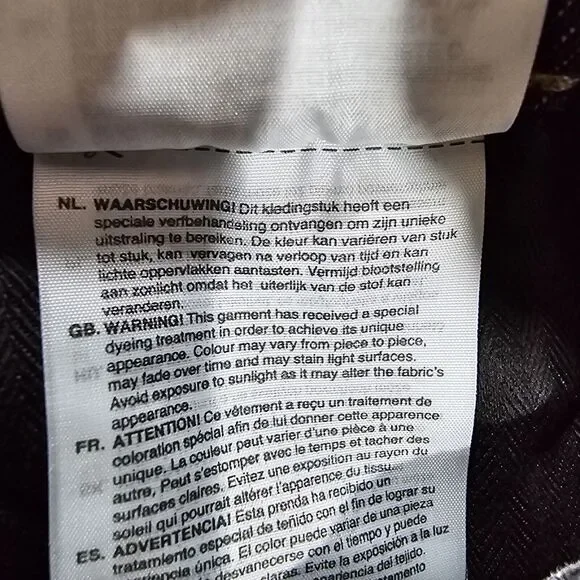 NL. WAARSCHUWING! Dit kledingstuk heeft een
speciale verfbehandeling ontvangen om zijn unieke
uitstraling te bereiken. De kleur kan variëren van stuk
tot stuk, kan vervagen na verloop van tijd en kan
lichte oppervlakken aantasten. Vermijd blootstelling
aan zonlicht omdat het uiterlijk van de stof kan
veranderen.
GB. WARNING! This garment has received a special
dyeing treatment in order to achieve its unique
appearance. Colour may vary from piece to piece,
may fade over time and may stain light surfaces.
Avoid exposure to sunlight as it may alter the fabric's
appearance.
FR. ATTENTION! Ce vêtement a reçu un traitement de
coloration spécial afin de lui donner cette apparence
unique. La couleur peut varier d'une pièce à une
autre, Peut s'estomper avec le temps et tacher des
surfaces claires. Evitez une exposition au rayon du
soleil qui pourrait altérer l'apparence du tissu.
ES. ADVERTENCIA! Esta prenda ha recibido un
tratamiento especial de teñido con el fin de lograr su
única. El color puede variar de una pieza
desvanecerse con el tiempo y puede
claras. Evite la exposición a la luz
del tejido.